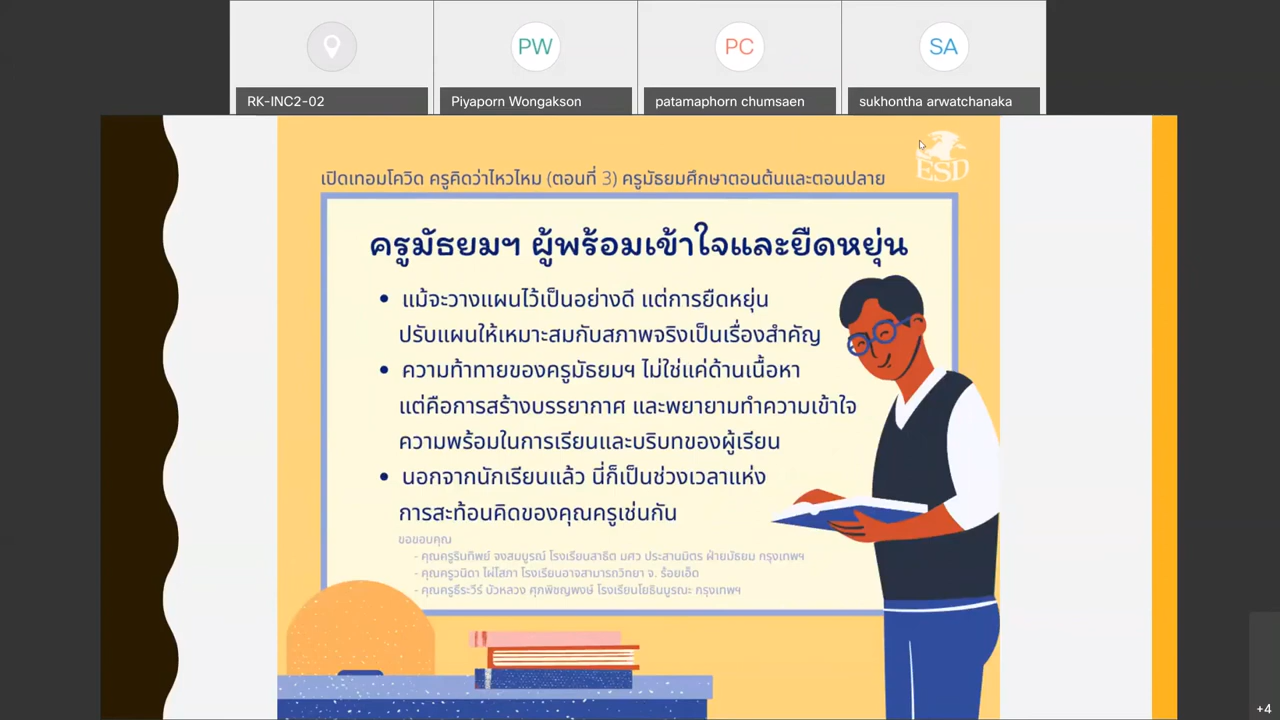 PW
PC
SA
RK-INC2-02
Piyaporn Wongakson
patamaphorn chumsaen
sukhontha arwatchanaka
ESD
เปิดเทอมโควิด ครูคิดว่าไหวไหม (ตอนที่ 3) ครูมัธยมศึกษาตอนต้นและตอนปลาย
ครูมัธยมฯ ผู้พร้อมเข้าใจและยืดหยุ่น
• แม้จะวางแผนไว้เป็นอย่างดี แต่การยืดหยุ่น
ปรับแผนให้เหมาะสมกับสภาพจริงเป็นเรื่องสำคัญ
• ความท้าทายของครูมัธยมฯ ไม่ใช่แค่ด้านเนื้อหา
แต่คือการสร้างบรรยากาศ และพยายามทำความเข้าใจ
ความพร้อมในการเรียนและบริบทของผู้เรียน
• นอกจากนักเรียนแล้ว นี่ก็เป็นช่วงเวลาแห่ง
การสะท้อนคิดของคุณครูเช่นกัน
ขอขอบคุณ
- คุณครูรินทิพย์ จงสมบูรณ์ โรงเรียนสาธิต มศว ประสานมิตร ฝ่ายมัธยม กรุงเทพฯ
- คุณครูวนิดา ไผ่โสภา โรงเรียนอาจสามารถวิทยา จ. ร้อยเอ็ด
- คุณครูธีระวีร์ บัวหลวง ศุภพิชญพงษ์ โรงเรียนโยธินบูรณะ กรุงเทพฯ
+4